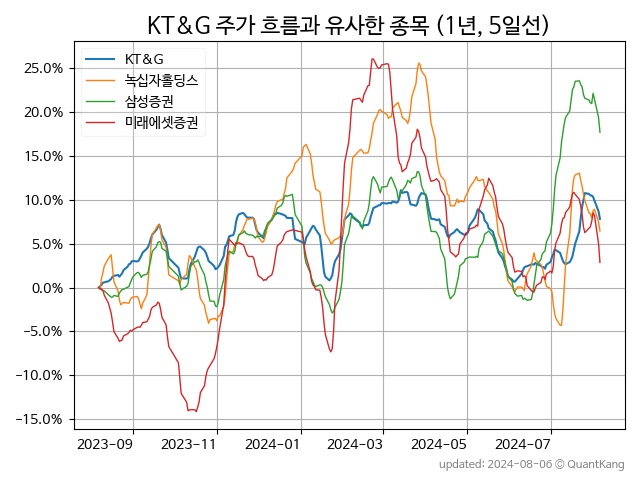 KT&G 주가 흐름과 유사한 종목 (1년, 5일선)
KT&G
녹십자홀딩스
삼성증권
미래에셋증권
25.0%
20.0%
15.0%
10.0%
5.0%
0.0%
−5.0%
−10.0%
−15.0%
2023-09 2023-11 2024-01 2024-03 2024-05 2024-07
updated: 2024-08-06 © QuantKang